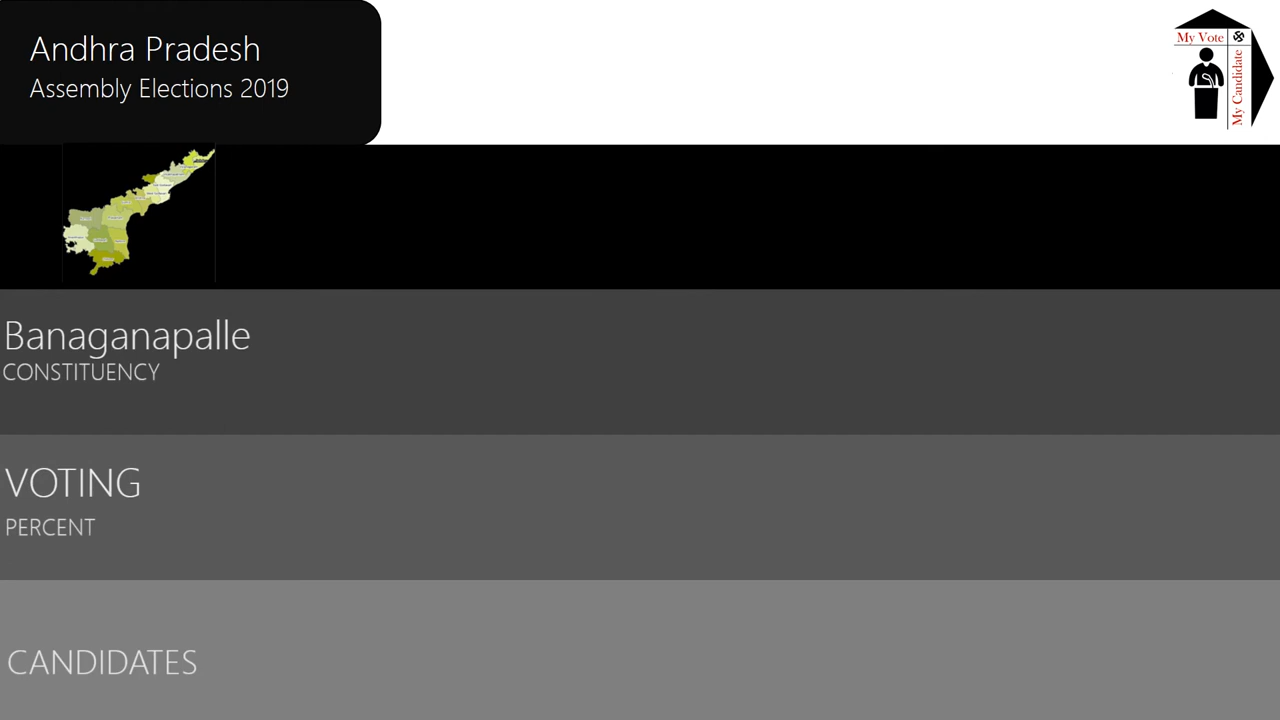 Andhra Pradesh
Assembly Elections 2019
My Vote
My Candidate
Banaganapalle
CONSTITUENCY
VOTING
PERCENT
CANDIDATES